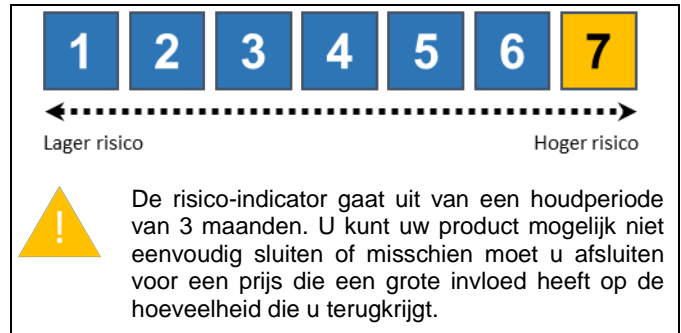 1 2 3 4 5 6 7
Lager risico Hoger risico
!
De risico-indicator gaat uit van een houdperiode
van 3 maanden. U kunt uw product mogelijk niet
eenvoudig sluiten of misschien moet u afsluiten
voor een prijs die een grote invloed heeft op de
hoeveelheid die u terugkrijgt.